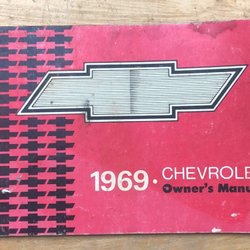 1969 • CHEVROLE
Owner's Manu